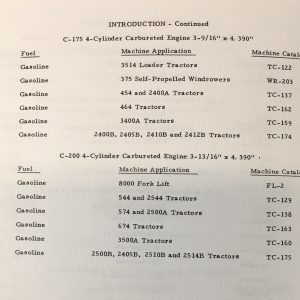 INTRODUCTION - Continued
C-175 4-Cylinder Carbureted Engine 3-9/16" x 4.390"
Fuel Machine Application Machine Catal
Gasoline 3514 Loader Tractors TC-122
Gasoline 375 Self-Propelled Windrowers WR-203
Gasoline 454 and 2400A Tractors TC-137
Gasoline 464 Tractors TC-162
Gasoline 3400A Tractors TC-159
Gasoline 2400B, 2405B, 2410B and 2412B Tractors TC-174
C-200 4-Cylinder Carbureted Engine 3-13/16" x 4.390"
Fuel Machine Application Machine Cata
Gasoline 8000 Fork Lift FL-2
Gasoline 544 and 2544 Tractors TC-129
Gasoline 574 and 2500A Tractors TC-138
Gasoline 674 Tractors TC-163
Gasoline 3500A Tractors TC-160
Gasoline 2500B, 2405B, 2510B and 2514B Tractors TC-175